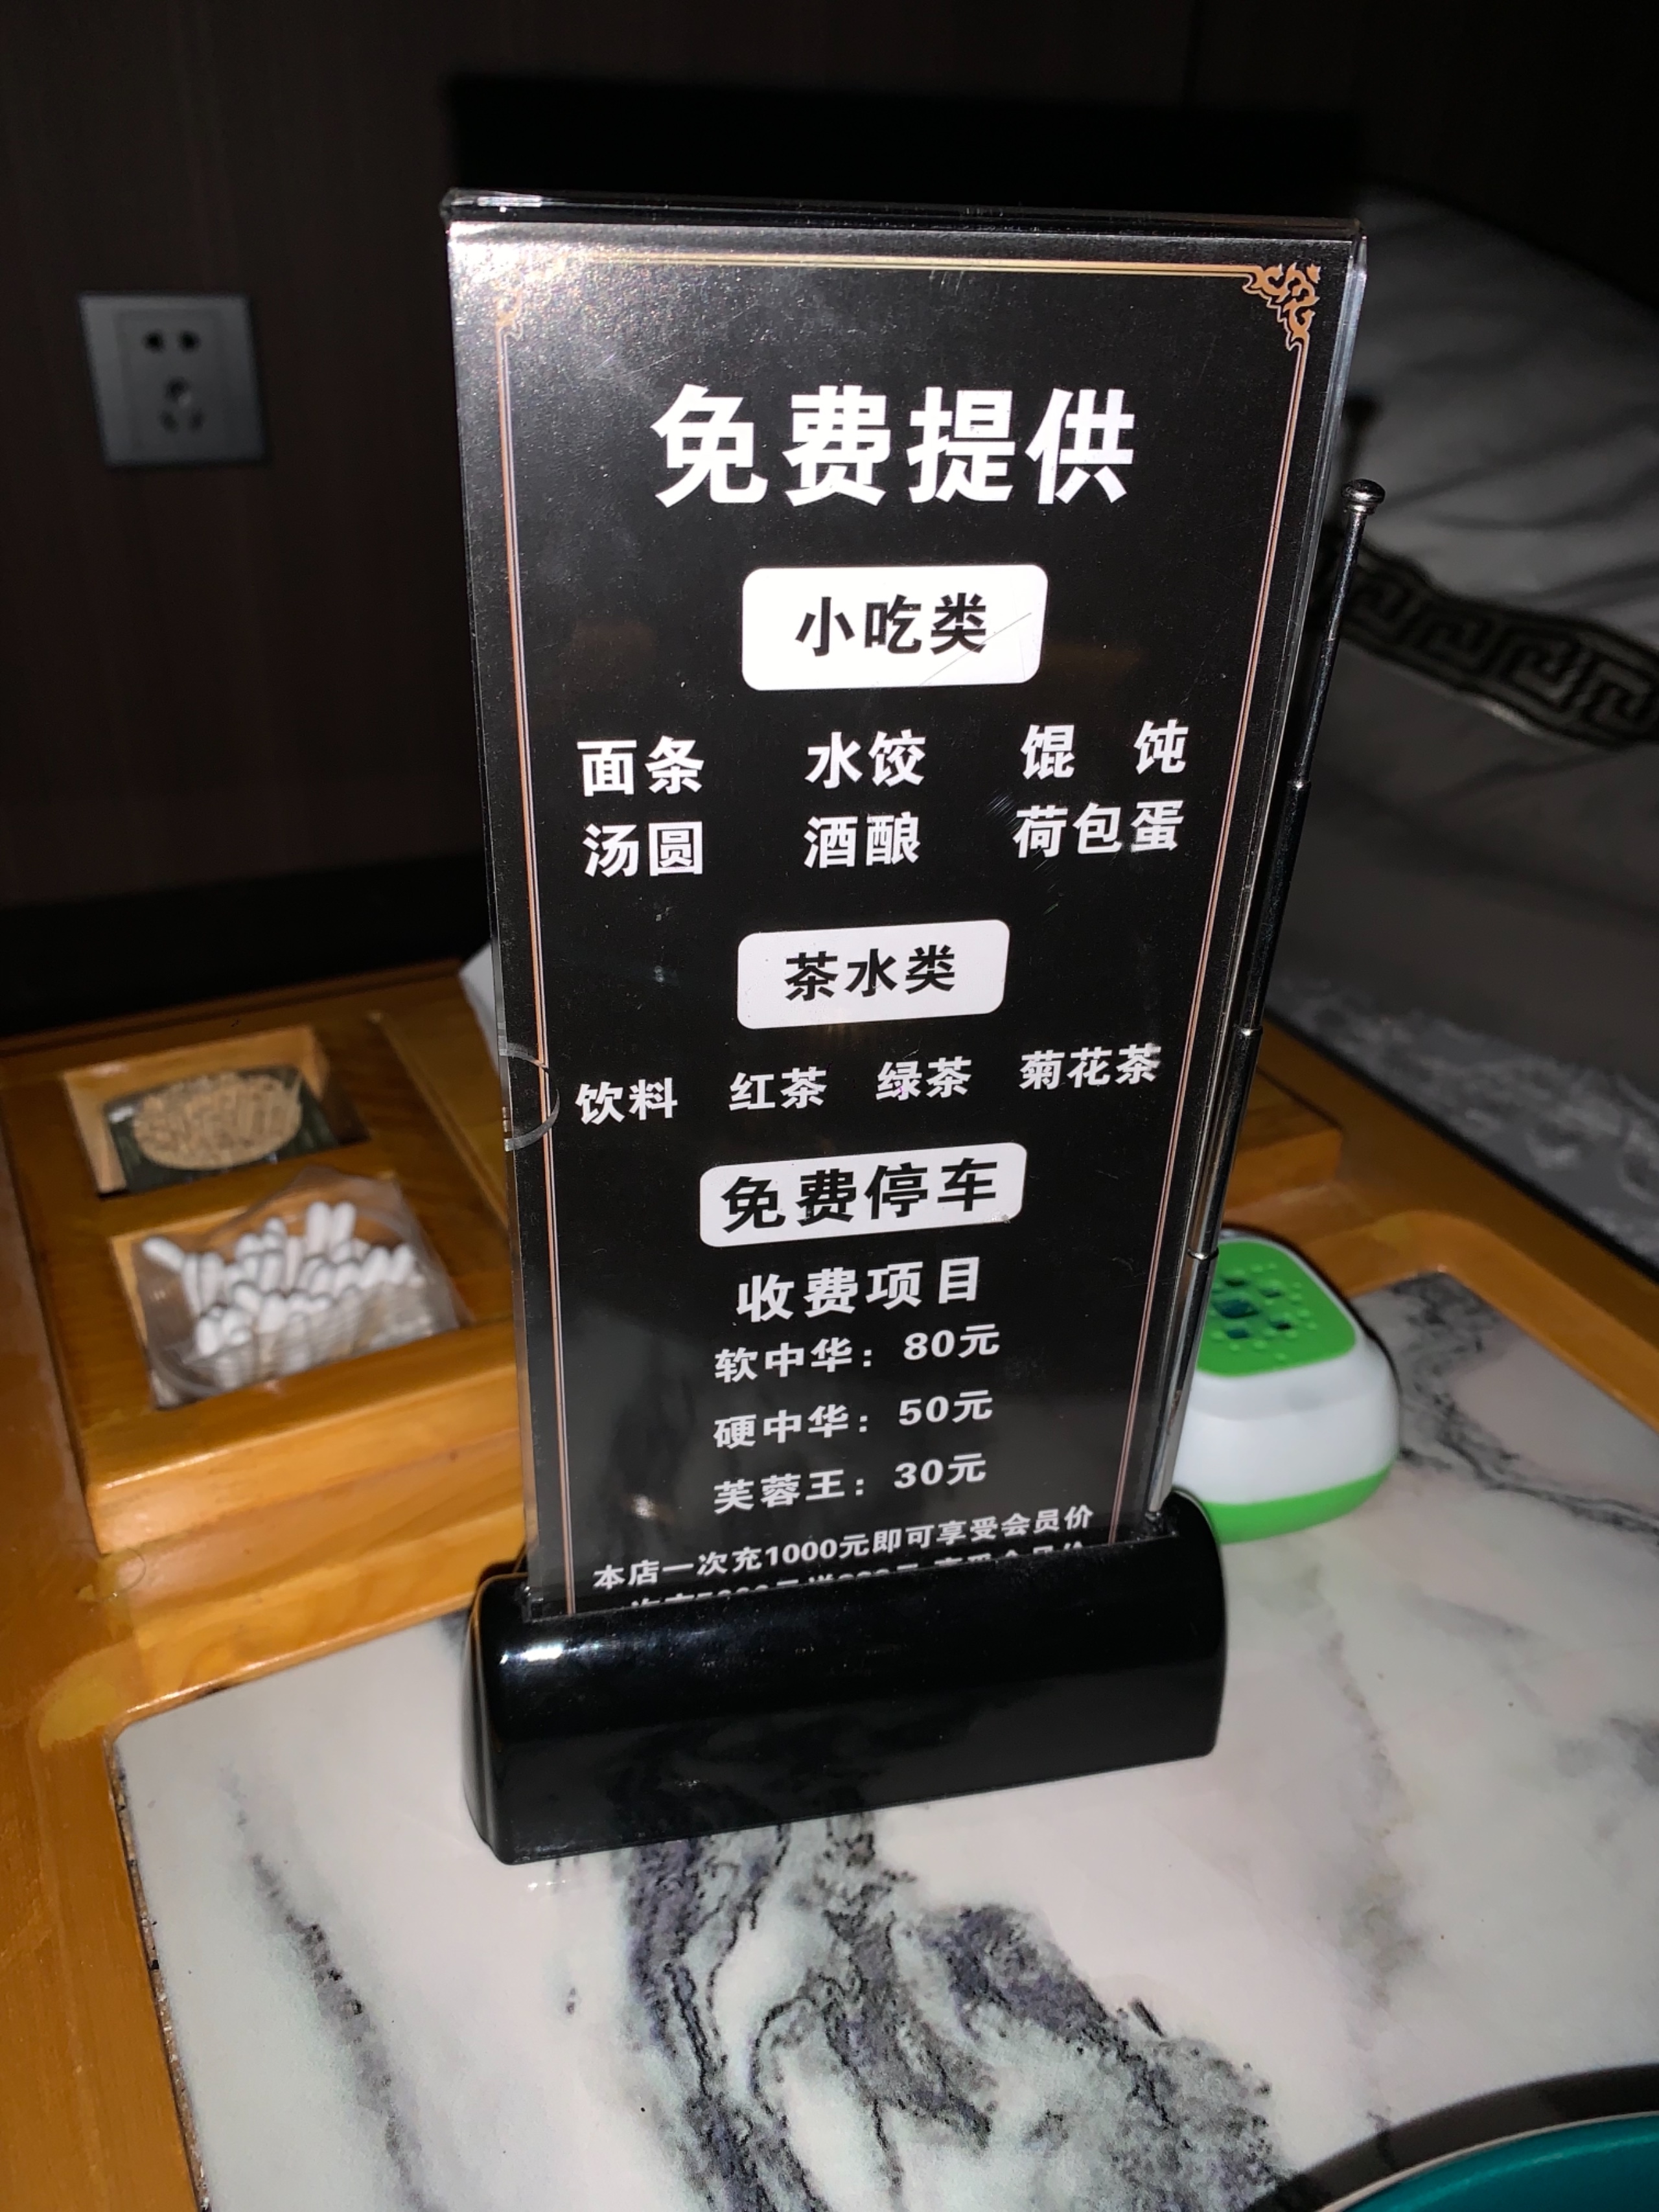 免费提供
小吃类
面条 水饺 馄 饨
汤圆 酒酿 荷包蛋
茶水类
饮料 红茶 绿茶 菊花茶
免费停车
收费项目
软中华：80元
硬中华：50元
芙蓉王：30元
本店一次充1000元即可享受会员价